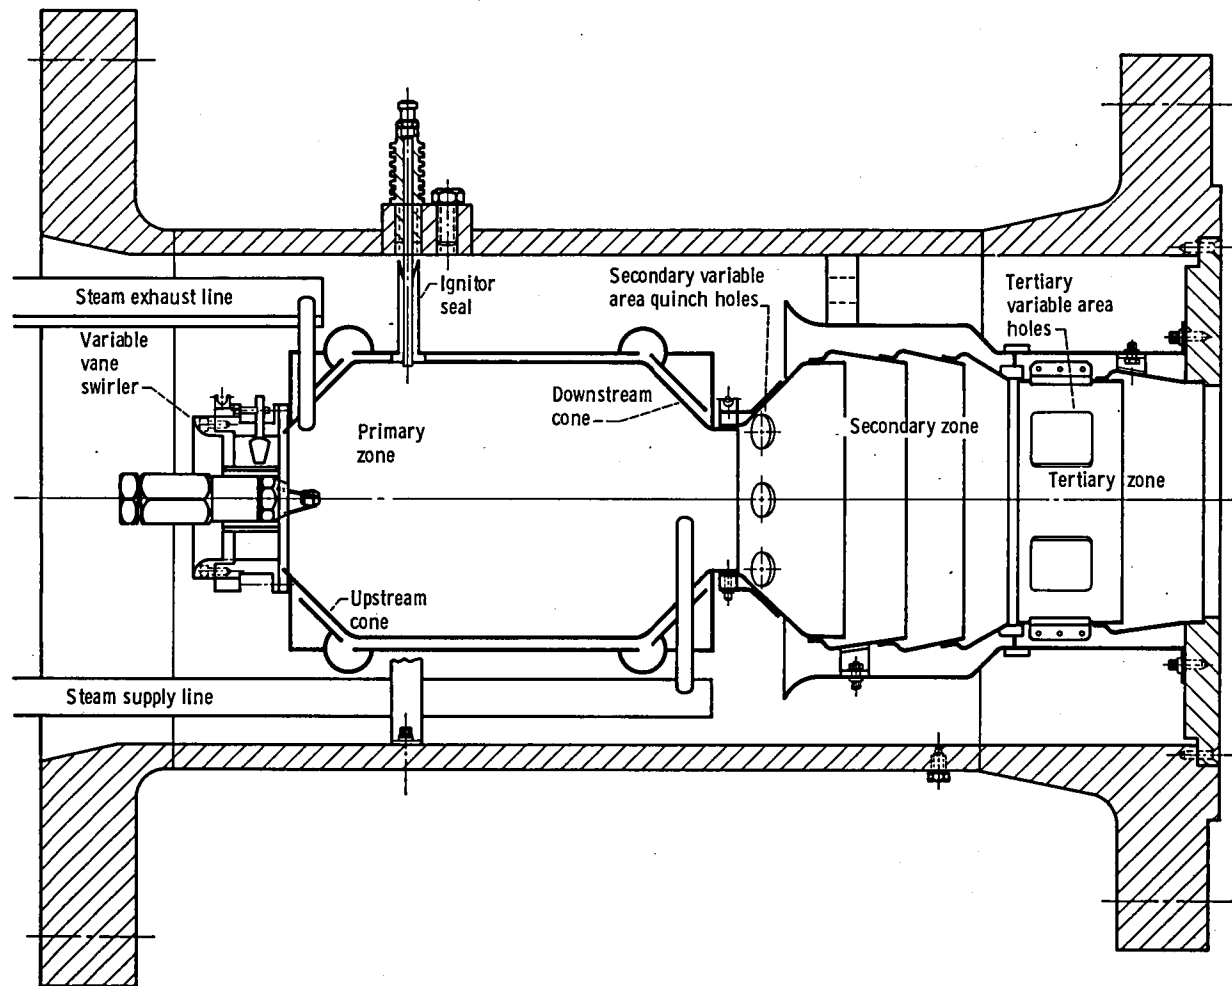 Steam exhaust line
Variable
vane
swirler
Ignitor
seal
Secondary variable
area quinch holes
Tertiary
variable area
holes
Downstream
cone
Primary
zone
Secondary zone
Tertiary zone
Upstream
cone
Steam supply line